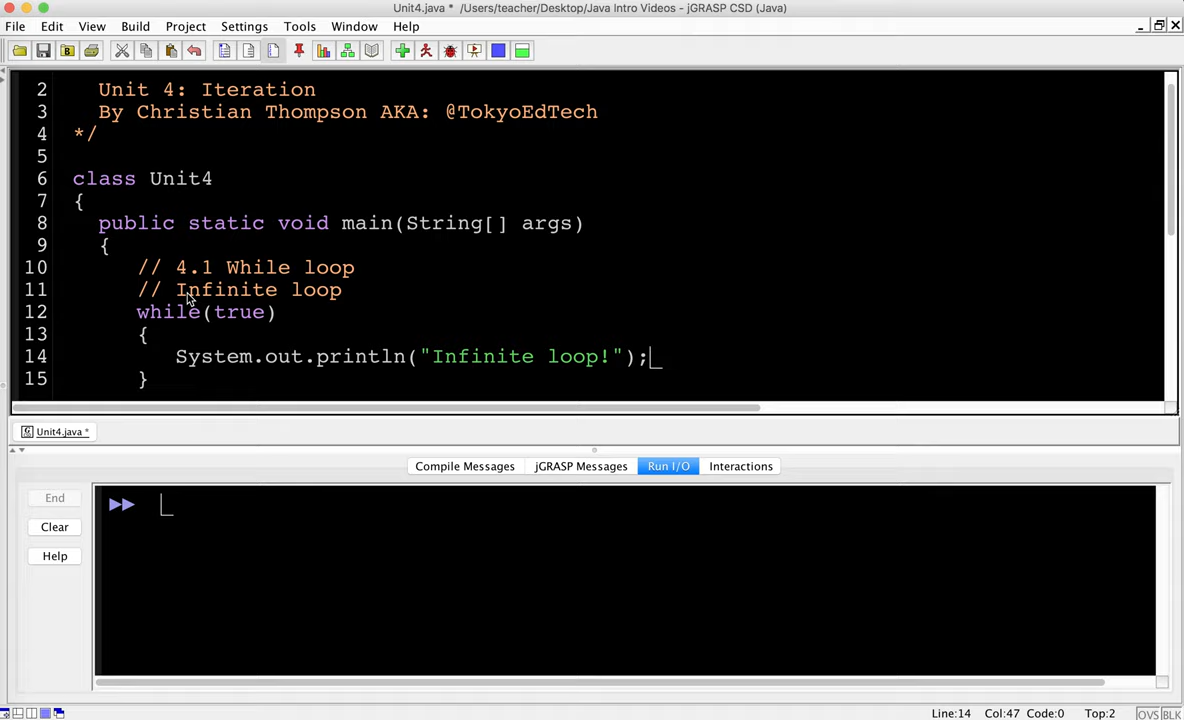 Unit4.java * /Users/teacher/Desktop/Java Intro Videos - jGRASP CSD (Java)
File Edit View Build Project Settings Tools Window Help
2 Unit 4: Iteration
3 By Christian Thompson AKA: @TokyoEdTech
4 */
5
6 class Unit4
7 {
8 public static void main(String[] args)
9 {
10 // 4.1 While loop
11 // Infinite loop
12 while(true)
13 {
14 System.out.println("Infinite loop!");
15 }
Unit4.java *
Compile Messages jGRASP Messages Run I/O Interactions
End
Clear
Help
Line:14 Col:47 Code:0 Top:2 OVS BLK